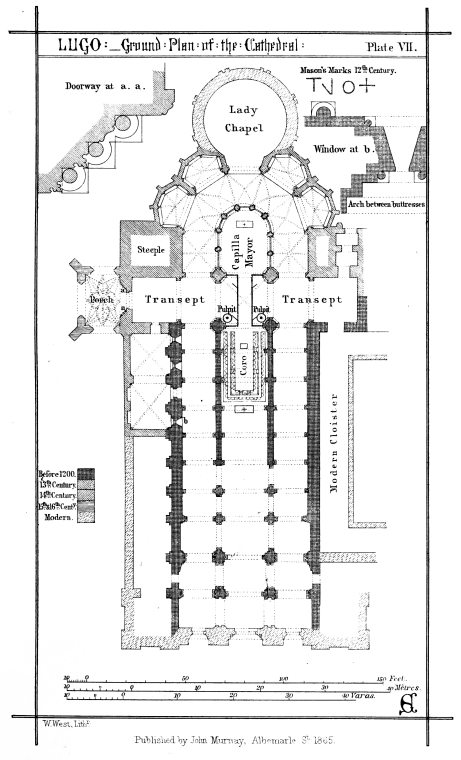 LUGO:—Ground: Plan: of: the: Cathedral: Plate VII.
Mason's Marks 12th Century.
Doorway at a. a.
Lady
Chapel
Window at b.
Arch between buttresses
Steeple
Capilla
Mayor
Porch
Transept
Transept
Pulpit
Pulpit
Coro
Modern Cloister
Before 1200.
13th Century.
14th Century.
15th & 16th Centy.
Modern.
10 0 50 100 150 Feet.
10 0 10 20 30 40 Mètres.
10 0 10 20 30 40 Varas.
W. West, Lith.
Published by John Murray, Albemarle St. 1865.